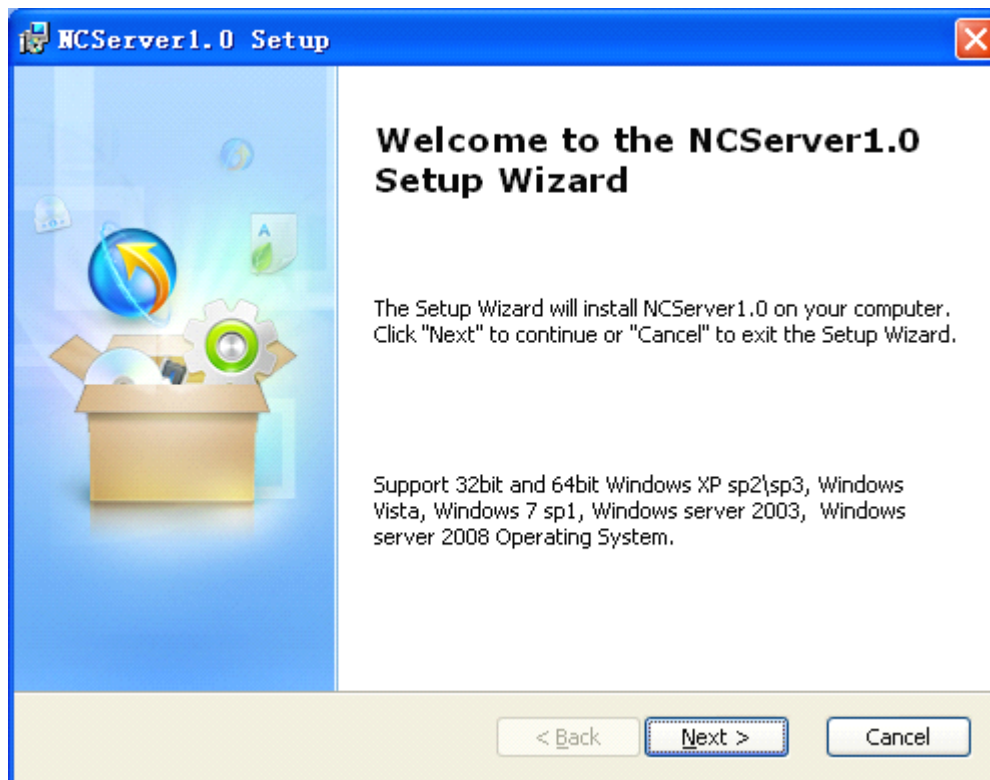 NCServer1.0 Setup
Welcome to the NCServer1.0
Setup Wizard
A
The Setup Wizard will install NCServer1.0 on your computer.
Click "Next" to continue or "Cancel" to exit the Setup Wizard.
Support 32bit and 64bit Windows XP sp2\sp3, Windows
Vista, Windows 7 sp1, Windows server 2003,  Windows
server 2008 Operating System.
< Back
Next >
Cancel